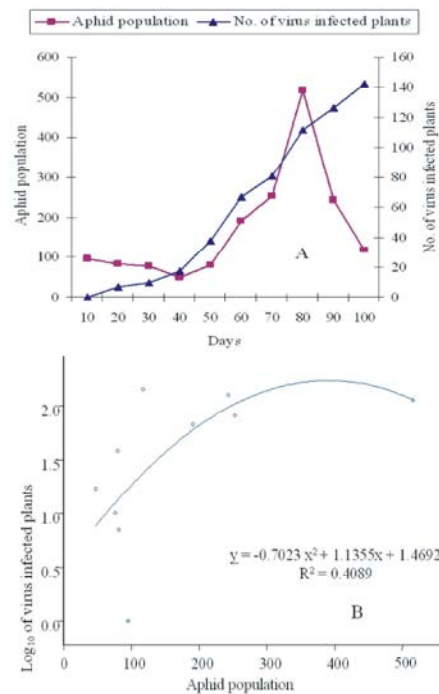 Aphid population No. of virus infected plants
600
500
400
300
200
100
0
160
140
120
100
80
60
40
20
0
Aphid population
No. of virus infected plants
A
10 20 30 40 50 60 70 80 90 100
Days
2.0
1.5
1.0
0.5
0.0
Log10 of virus infected plants
y = -0.7023 x² + 1.1355x + 1.4692
R² = 0.4089
B
0 100 200 300 400 500
Aphid population